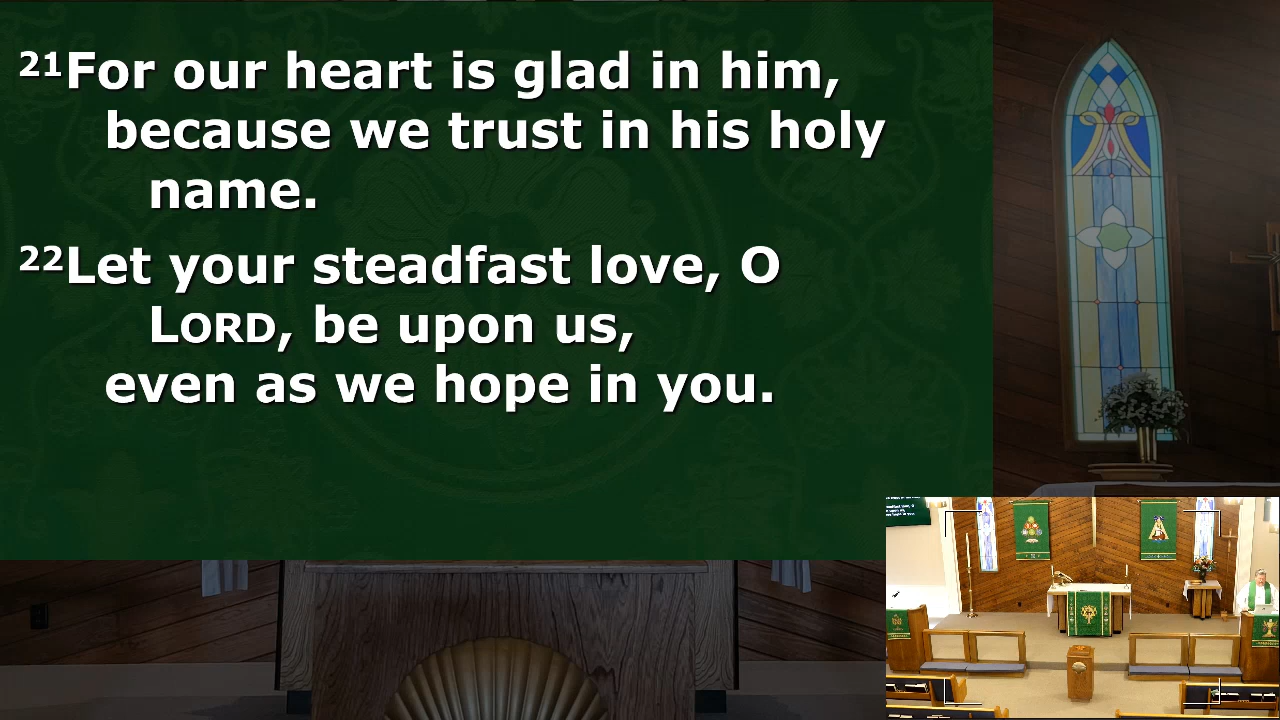 21For our heart is glad in him,
because we trust in his holy
name.
22Let your steadfast love, O
LORD, be upon us,
even as we hope in you.